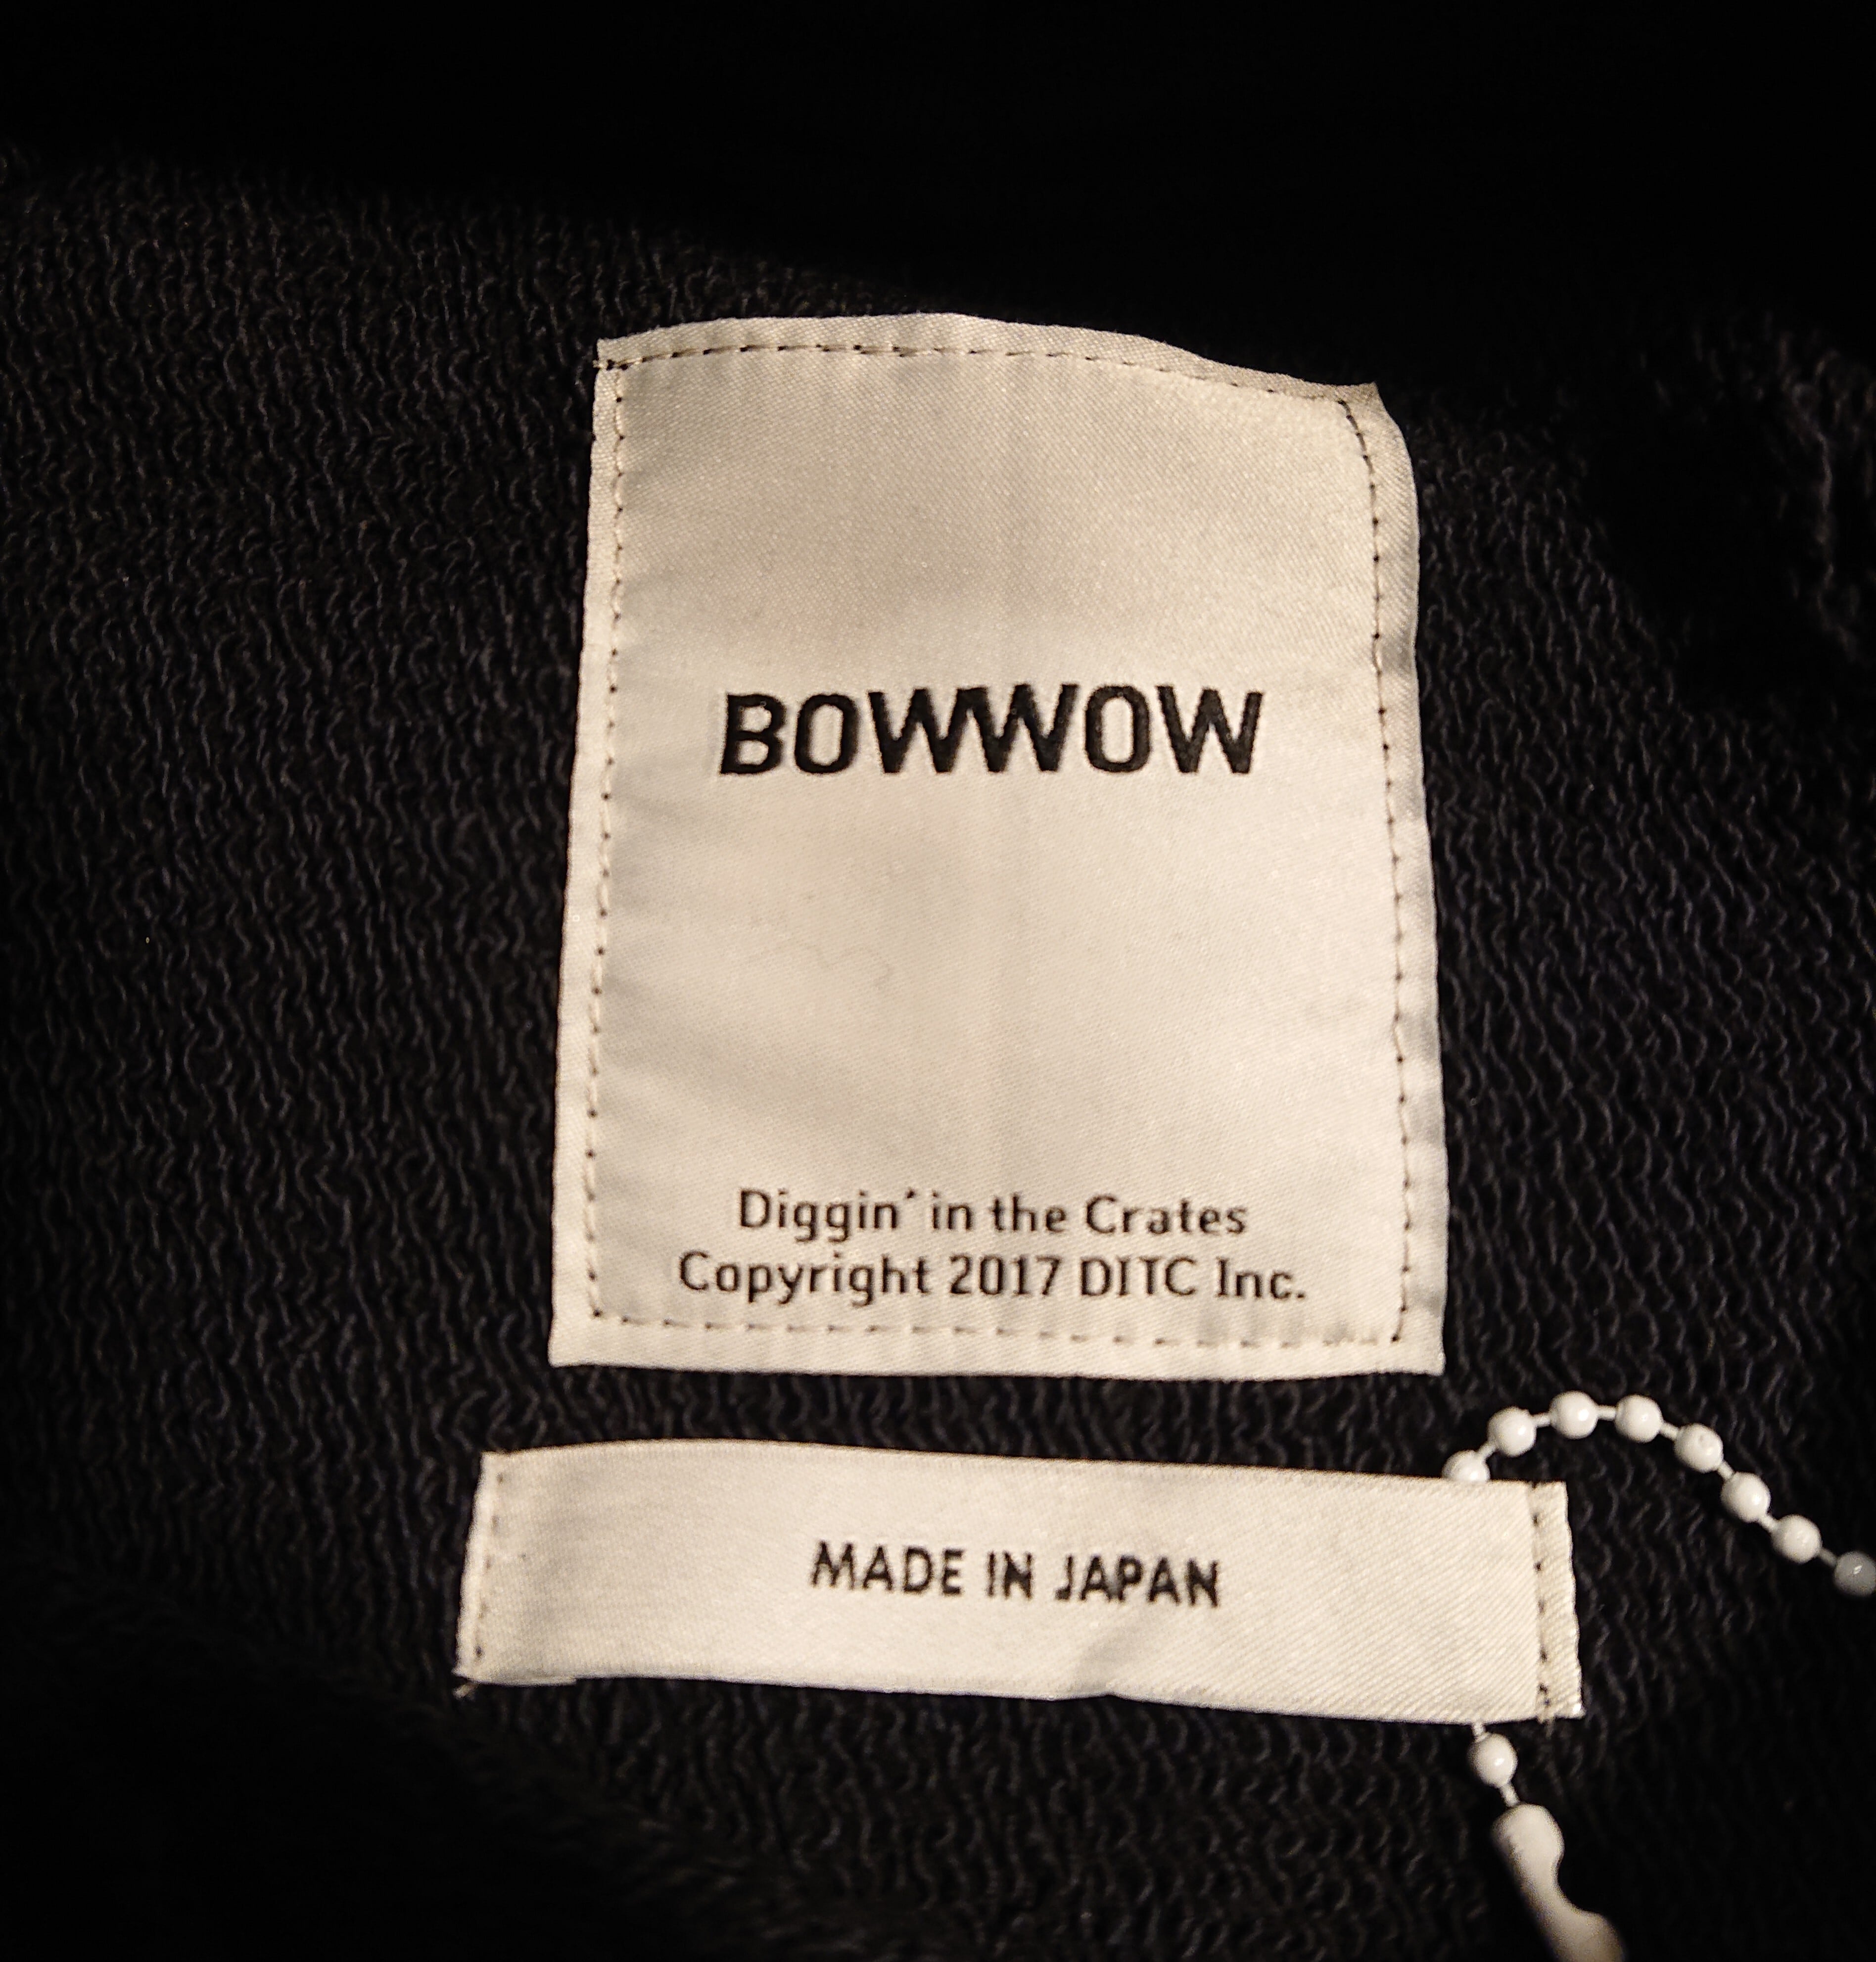 BOWWOW
Diggin' in the Crates
Copyright 2017 DITC Inc.
MADE IN JAPAN